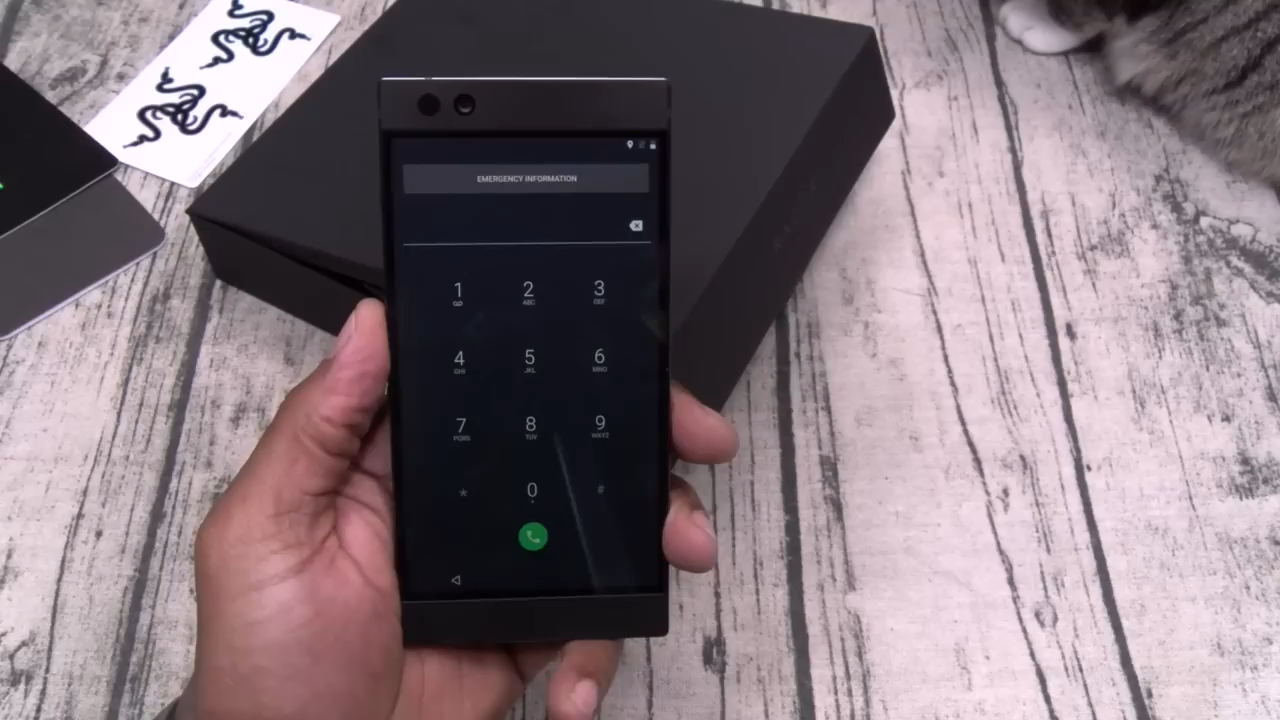 EMERGENCY INFORMATION
1 2 3
ABC DEF
4 5 6
GHI JKL MNO
7 8 9
PQRS TUV WXYZ
* 0 #
+